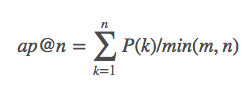 ap@n = ∑_{k=1}^{n} P(k)/min(m, n)